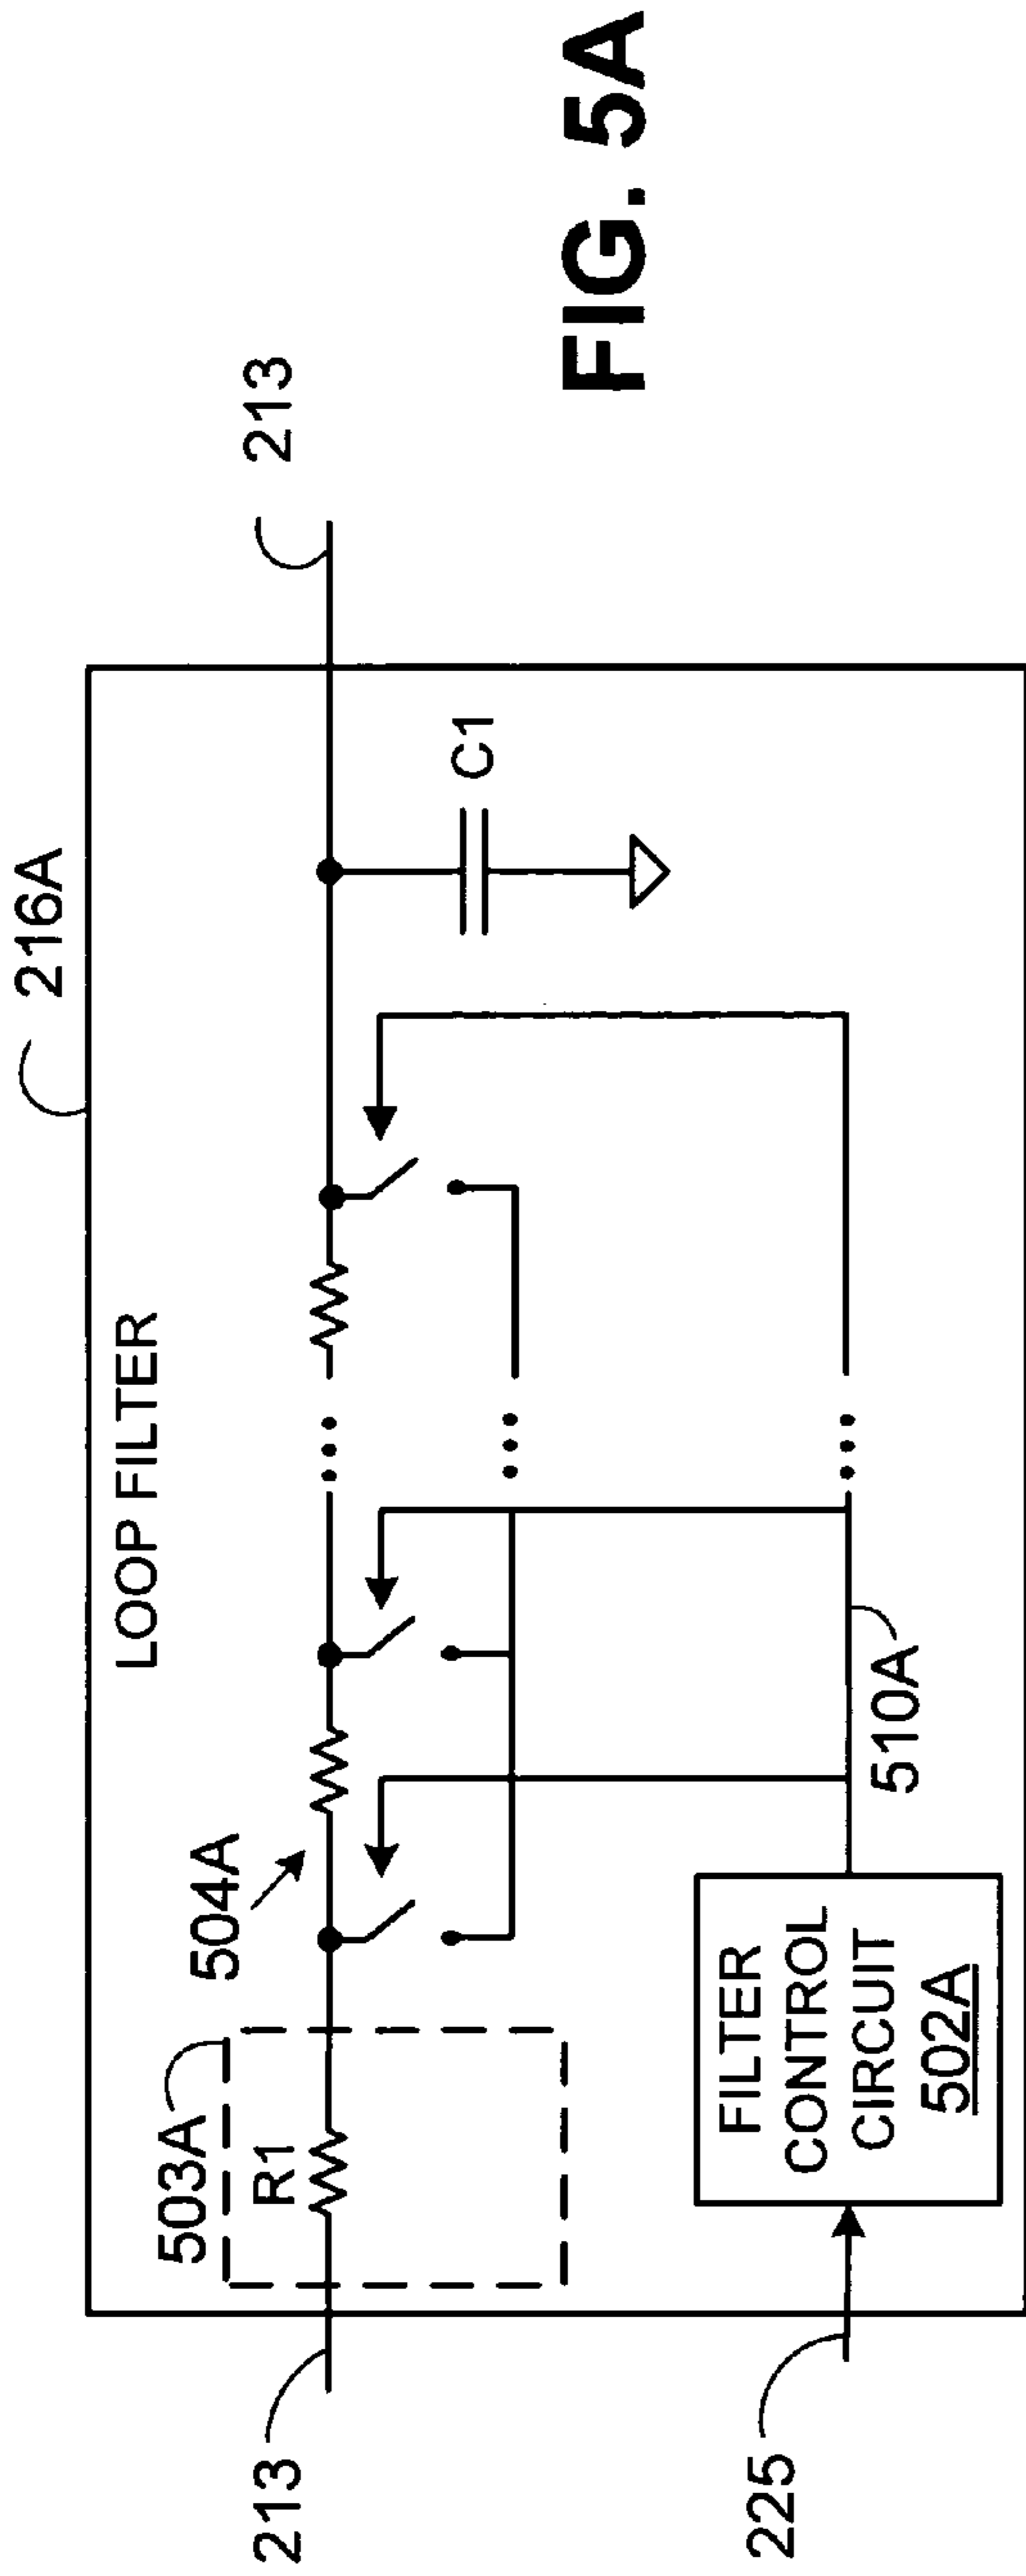 216A
LOOP FILTER
213
503A
504A
R1
C1
213
225
FILTER
CONTROL
CIRCUIT
502A
510A
FIG. 5A